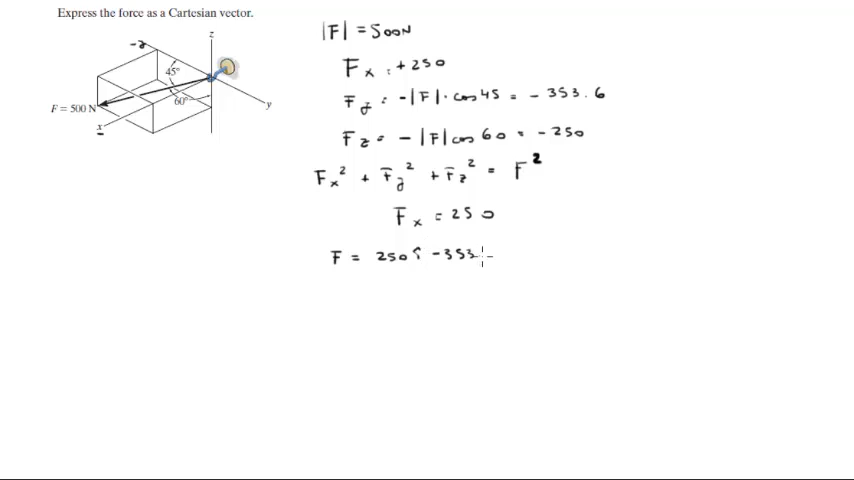 Express the force as a Cartesian vector.
z
-y
45°
60°
F = 500 N
x
y
|F| = 500N
Fx = +250
Fy = -|F|·cos45 = -353.6
Fz = -|F|cos60 = -250
Fx² + Fy² + Fz² = F²
Fx = 250
F = 250î -353